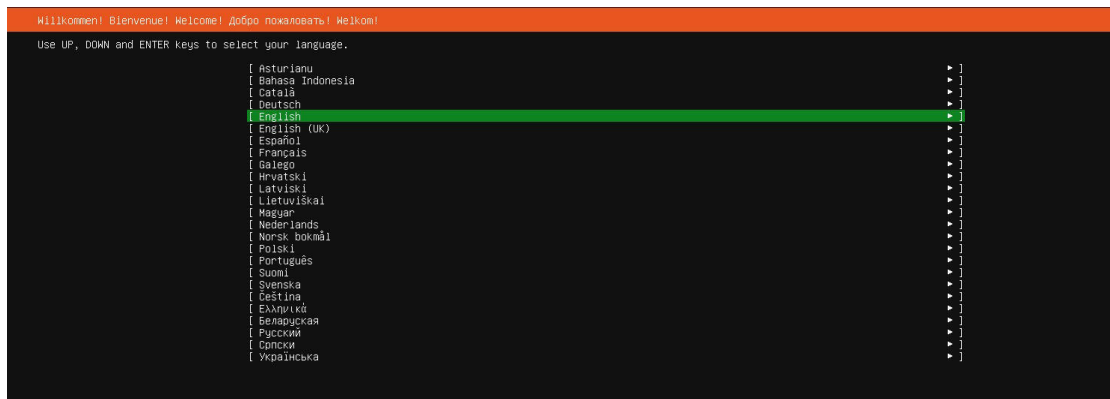 Willkommen! Bienvenue! Welcome! Добро пожаловать! Welkom!
Use UP, DOWN and ENTER keys to select your language.
[ Asturianu ► ]
[ Bahasa Indonesia ► ]
[ Català ► ]
[ Deutsch ► ]
[ English ► ]
[ English (UK) ► ]
[ Español ► ]
[ Français ► ]
[ Galego ► ]
[ Hrvatski ► ]
[ Latviski ► ]
[ Lietuviškai ► ]
[ Magyar ► ]
[ Nederlands ► ]
[ Norsk bokmål ► ]
[ Polski ► ]
[ Português ► ]
[ Suomi ► ]
[ Svenska ► ]
[ Čeština ► ]
[ Ελληνικά ► ]
[ Беларуская ► ]
[ Русский ► ]
[ Српски ► ]
[ Українська ► ]